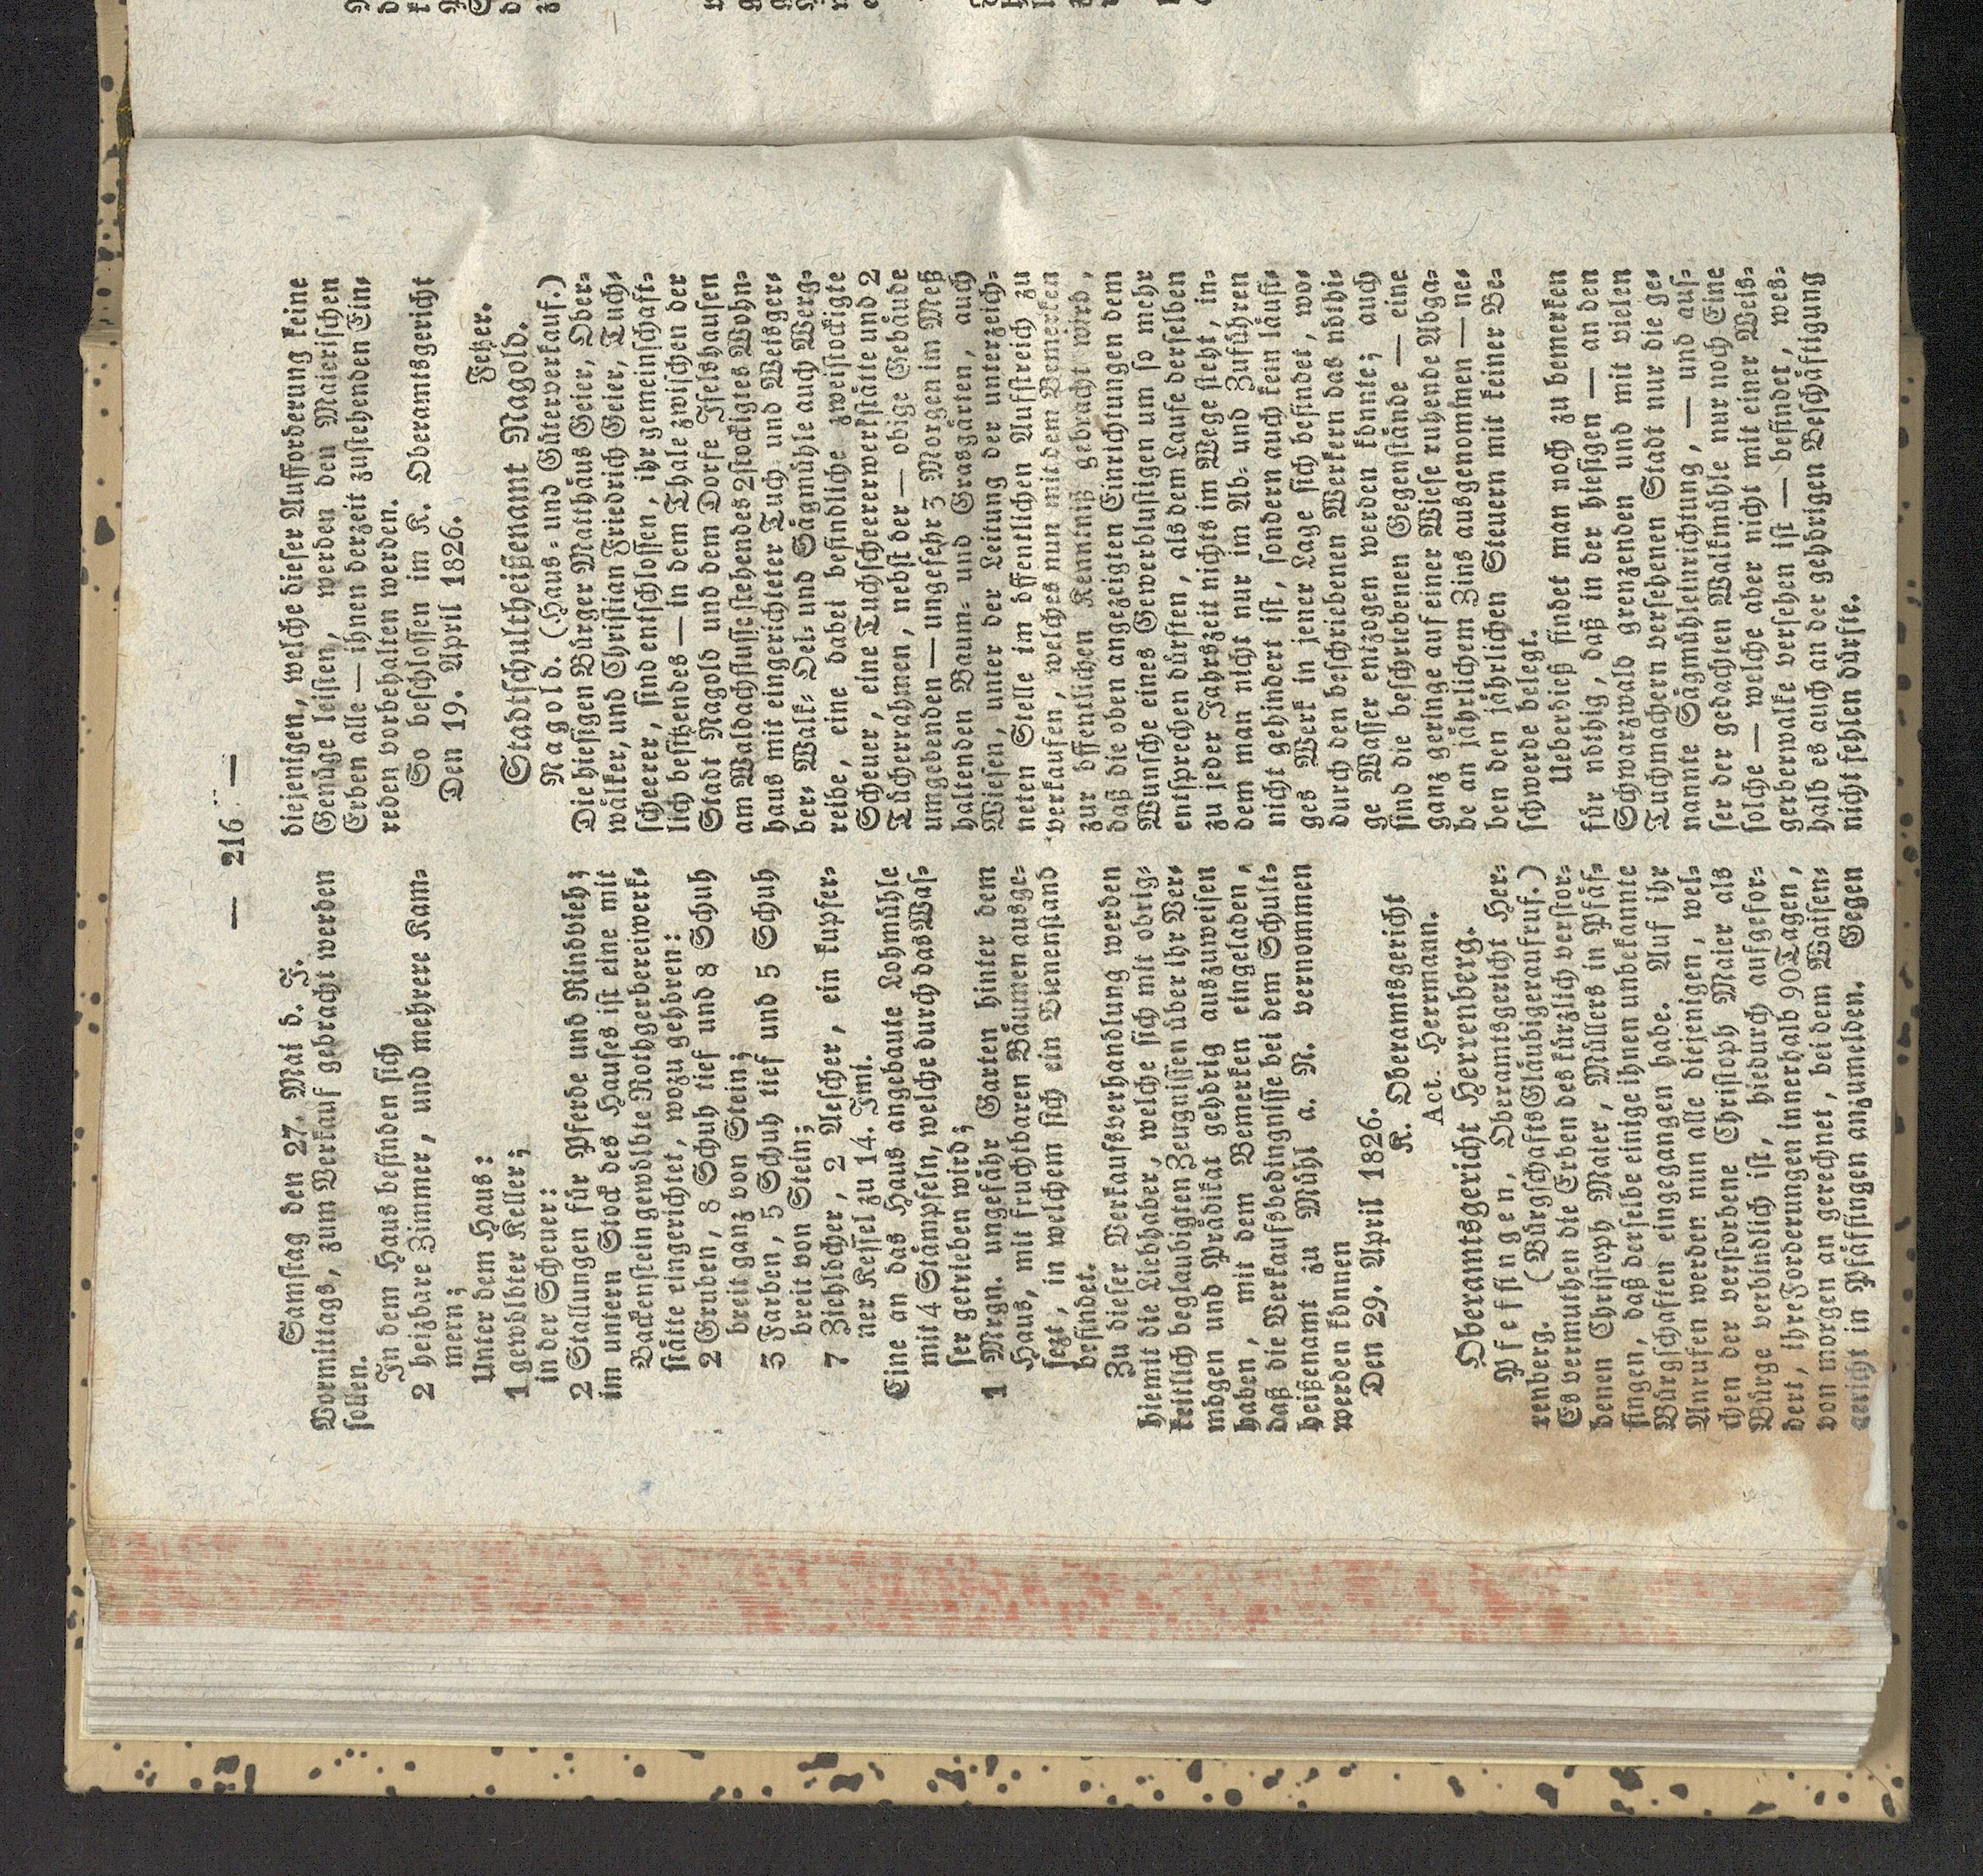 — 216 —
Samstag den 27. Mai d. J.
Vormittags, zum Verkauf gebracht werden
sollen.
In dem Haus befinden sich
2 heizbare Zimmer, und mehrere Kam⸗
mern;
Unter dem Haus:
1 gewölbter Keller;
in der Scheuer:
2 Stallungen für Pferde und Rindvieh;
im untern Stock des Hauses ist eine mit
Backenstein gewölbte Rothgerbereiwerk⸗
stätte eingerichtet, wozu gehören:
2 Gruben, 8 Schuh tief und 8 Schuh
breit ganz von Stein;
3 Farben, 5 Schuh tief und 5 Schuh
breit von Stein;
7 Ziehlöcher, 2 Aescher, ein kupfer⸗
ner Kessel zu 14. Imi.
Eine an das Haus angebaute Lohmühle
mit 4 Stämpfeln, welche durch das Was⸗
ser getrieben wird;
1 Mrgn. ungefähr Garten hinter dem
Haus, mit fruchtbaren Bäumen ausge⸗
sezt, in welchem sich ein Bienenstand
befindet.
Zu dieser Verkaufsverhandlung werden
hiemit die Liebhaber, welche sich mit obrig⸗
keitlich beglaubigten Zeugnissen über ihr Ver⸗
mögen und Prädikat gehörig auszuweisen
haben, mit dem Bemerken eingeladen,
daß die Verkaufsbedingnisse bei dem Schult⸗
heißenamt zu Mühl a. N. vernommen
werden können
Den 29. April 1826.
K. Oberamtsgericht
Act. Herrmann.
Oberamtsgericht Herrenberg.
Pfeffingen, Oberamtsgericht Her⸗
renberg. (Bürgschafts Gläubigeraufruf.)
Es vermuthen die Erben des kürzlich verstor⸗
benen Christoph Maier, Müllers in Pfäf⸗
fingen, daß derselbe einige ihnen unbekannte
Bürgschaften eingegangen habe. Auf ihr
Anrufen werden nun alle diejenigen, wel⸗
chen der verstorbene Christoph Maier als
Bürge verbindlich ist, hiedurch aufgefor⸗
dert, ihre Forderungen innerhalb 90 Tagen,
von morgen an gerechnet, bei dem Waisen⸗
gericht in Pfäffingen anzumelden. Gegen
diejenigen, welche dieser Aufforderung keine
Genüge leisten, werden den Maierischen
Erben alle — ihnen derzeit zustehenden Ein⸗
reden vorbehalten werden.
So beschlossen im K. Oberamtsgericht
Den 19. April 1826.
Fetzer.
Stadtschultheißenamt Nagold.
Nagold. (Haus⸗ und Güterverkauf.)
Die hiesigen Bürger Matthäus Geier, Ober⸗
wälker, und Christian Friedrich Geier, Tuch⸗
scheerer, sind entschlossen, ihr gemeinschaft⸗
lich besitzendes — in dem Thale zwischen der
Stadt Nagold und dem Dorfe Iselshausen
am Waldachflusse stehendes 2stockigtes Wohn⸗
haus mit eingerichteter Tuch und Weisger⸗
ber⸗ Walk⸗ Oel⸗ und Sägmühle auch Werg⸗
reibe, eine dabei befindliche zweistockigte
Scheuer, eine Tuchscheererwerkstätte und 2
Tücherrahmen, nebst der — obige Gebäude
umgebenden — ungefehr 3 Morgen im Meß
haltenden Baum⸗ und Grasgärten, auch
Wiesen, unter der Leitung der unterzeich⸗
neten Stelle im öffentlichen Aufstreich zu
verkaufen, welches nun mit dem Bemerken
zur öffentlichen Kenntniß gebracht wird,
daß die oben angezeigten Einrichtungen dem
Wunsche eines Gewerblustigen um so mehr
entsprechen dürften, als dem Laufe derselben
zu jeder Jahrszeit nichts im Wege steht, in⸗
dem man nicht nur im Ab⸗ und Zuführen
nicht gehindert ist, sondern auch kein läusti⸗
ges Werk in jener Lage sich befindet, wo⸗
durch den beschriebenen Werkern das nöthi⸗
ge Wasser entzogen werden könnte; auch
sind die beschriebenen Gegenstände — eine
ganz geringe auf einer Wiese ruhende Abga⸗
be an jährlichem Zins ausgenommen — ne⸗
ben den jährlichen Steuern mit keiner Be⸗
schwerde belegt.
Ueberdieß findet man noch zu bemerken
für nöthig, daß in der hiesigen — an den
Schwarzwald grenzenden und mit vielen
Tuchmachern versehenen Stadt nur die ge⸗
nannte Sägmühleinrichtung, — und aus⸗
ser der gedachten Walkmühle nur noch Eine
solche — welche aber nicht mit einer Weiß⸗
gerberwalke versehen ist — befindet, weß⸗
halb es auch an der gehörigen Beschäftigung
nicht fehlen dürfte.